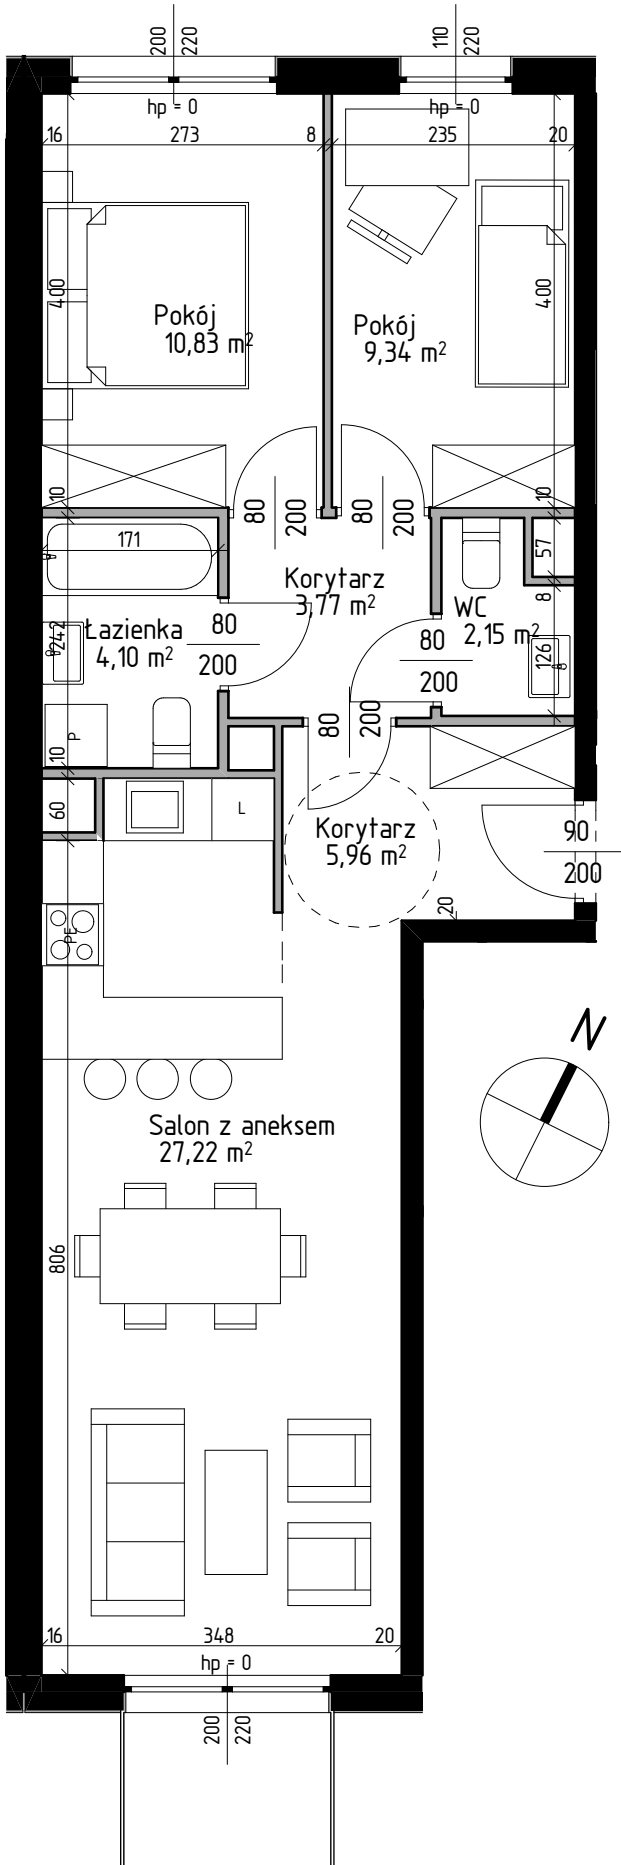 200
220
110
220
hp = 0
hp = 0
16
273
8
235
20
400
400
Pokój
10,83 m²
Pokój
9,34 m²
10
80
200
80
200
10
171
57
Korytarz
3,77 m²
8
WC
2,15 m²
242
Łazienka
4,10 m²
80
200
80
200
126
80
200
P
10
60
L
Korytarz
5,96 m²
90
200
20
PE
N
Salon z aneksem
27,22 m²
806
16
348
20
hp = 0
200
220